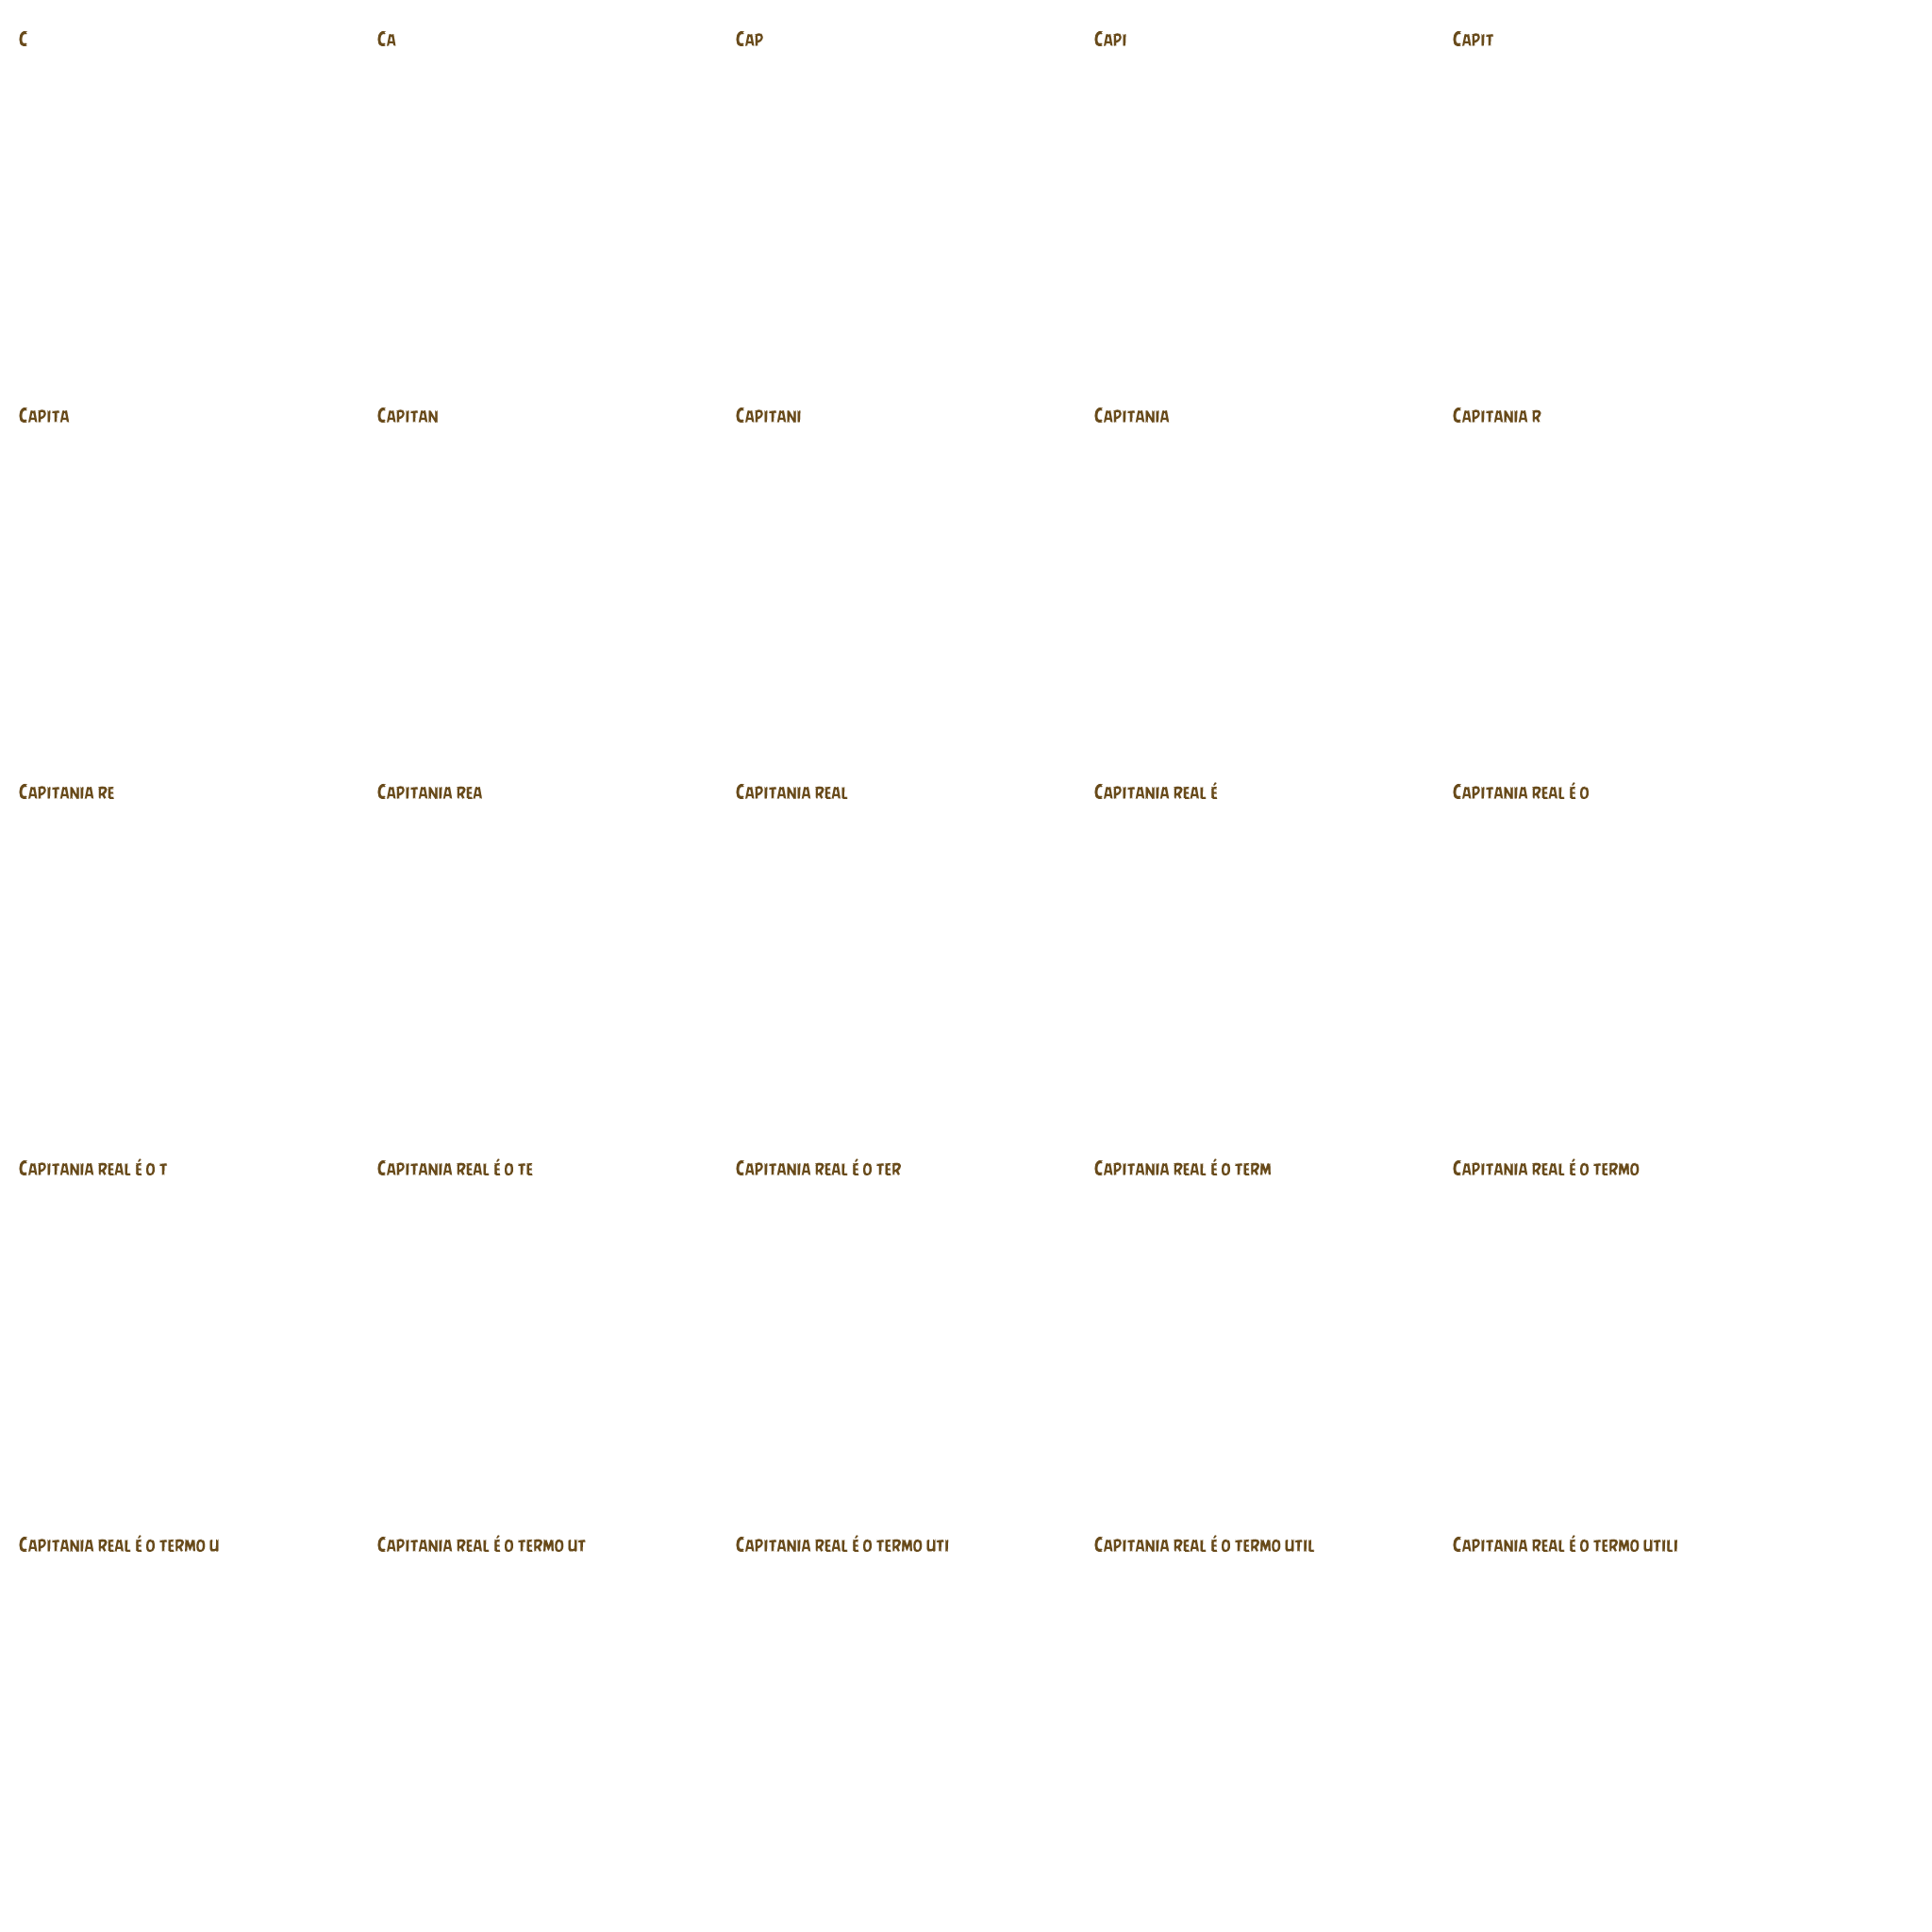 C
Ca
Cap
Capi
Capit
Capita
Capitan
Capitani
Capitania
Capitania r
Capitania re
Capitania rea
Capitania real
Capitania real é
Capitania real é o
Capitania real é o t
Capitania real é o te
Capitania real é o ter
Capitania real é o term
Capitania real é o termo
Capitania real é o termo u
Capitania real é o termo ut
Capitania real é o termo uti
Capitania real é o termo util
Capitania real é o termo utili